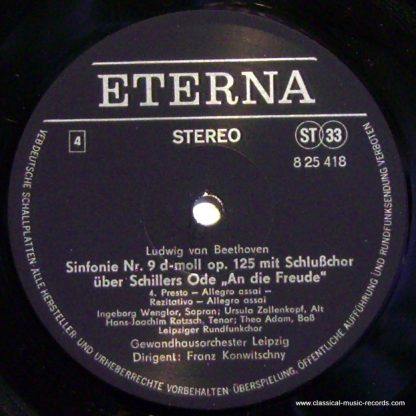 ETERNA
4 STEREO ST 33
8 25 418
Ludwig van Beethoven
Sinfonie Nr. 9 d-moll op. 125 mit Schlußchor
über Schillers Ode „An die Freude“
4. Presto — Allegro assai —
Rezitativo — Allegro assai
Ingeborg Wenglor, Sopran; Ursula Zollenkopf, Alt
Hans-Joachim Rotzsch, Tenor; Theo Adam, Baß
Leipziger Rundfunkchor
Gewandhausorchester Leipzig
Dirigent: Franz Konwitschny
VEB DEUTSCHE SCHALLPLATTEN ALLE HERSTELLER UND URHEBERRECHTE VORBEHALTEN · ÜBERSPIELUNG, ÖFFENTLICHE AUFFÜHRUNG UND RUNDFUNKSENDUNG VERBOTEN
www.classical-music-records.com